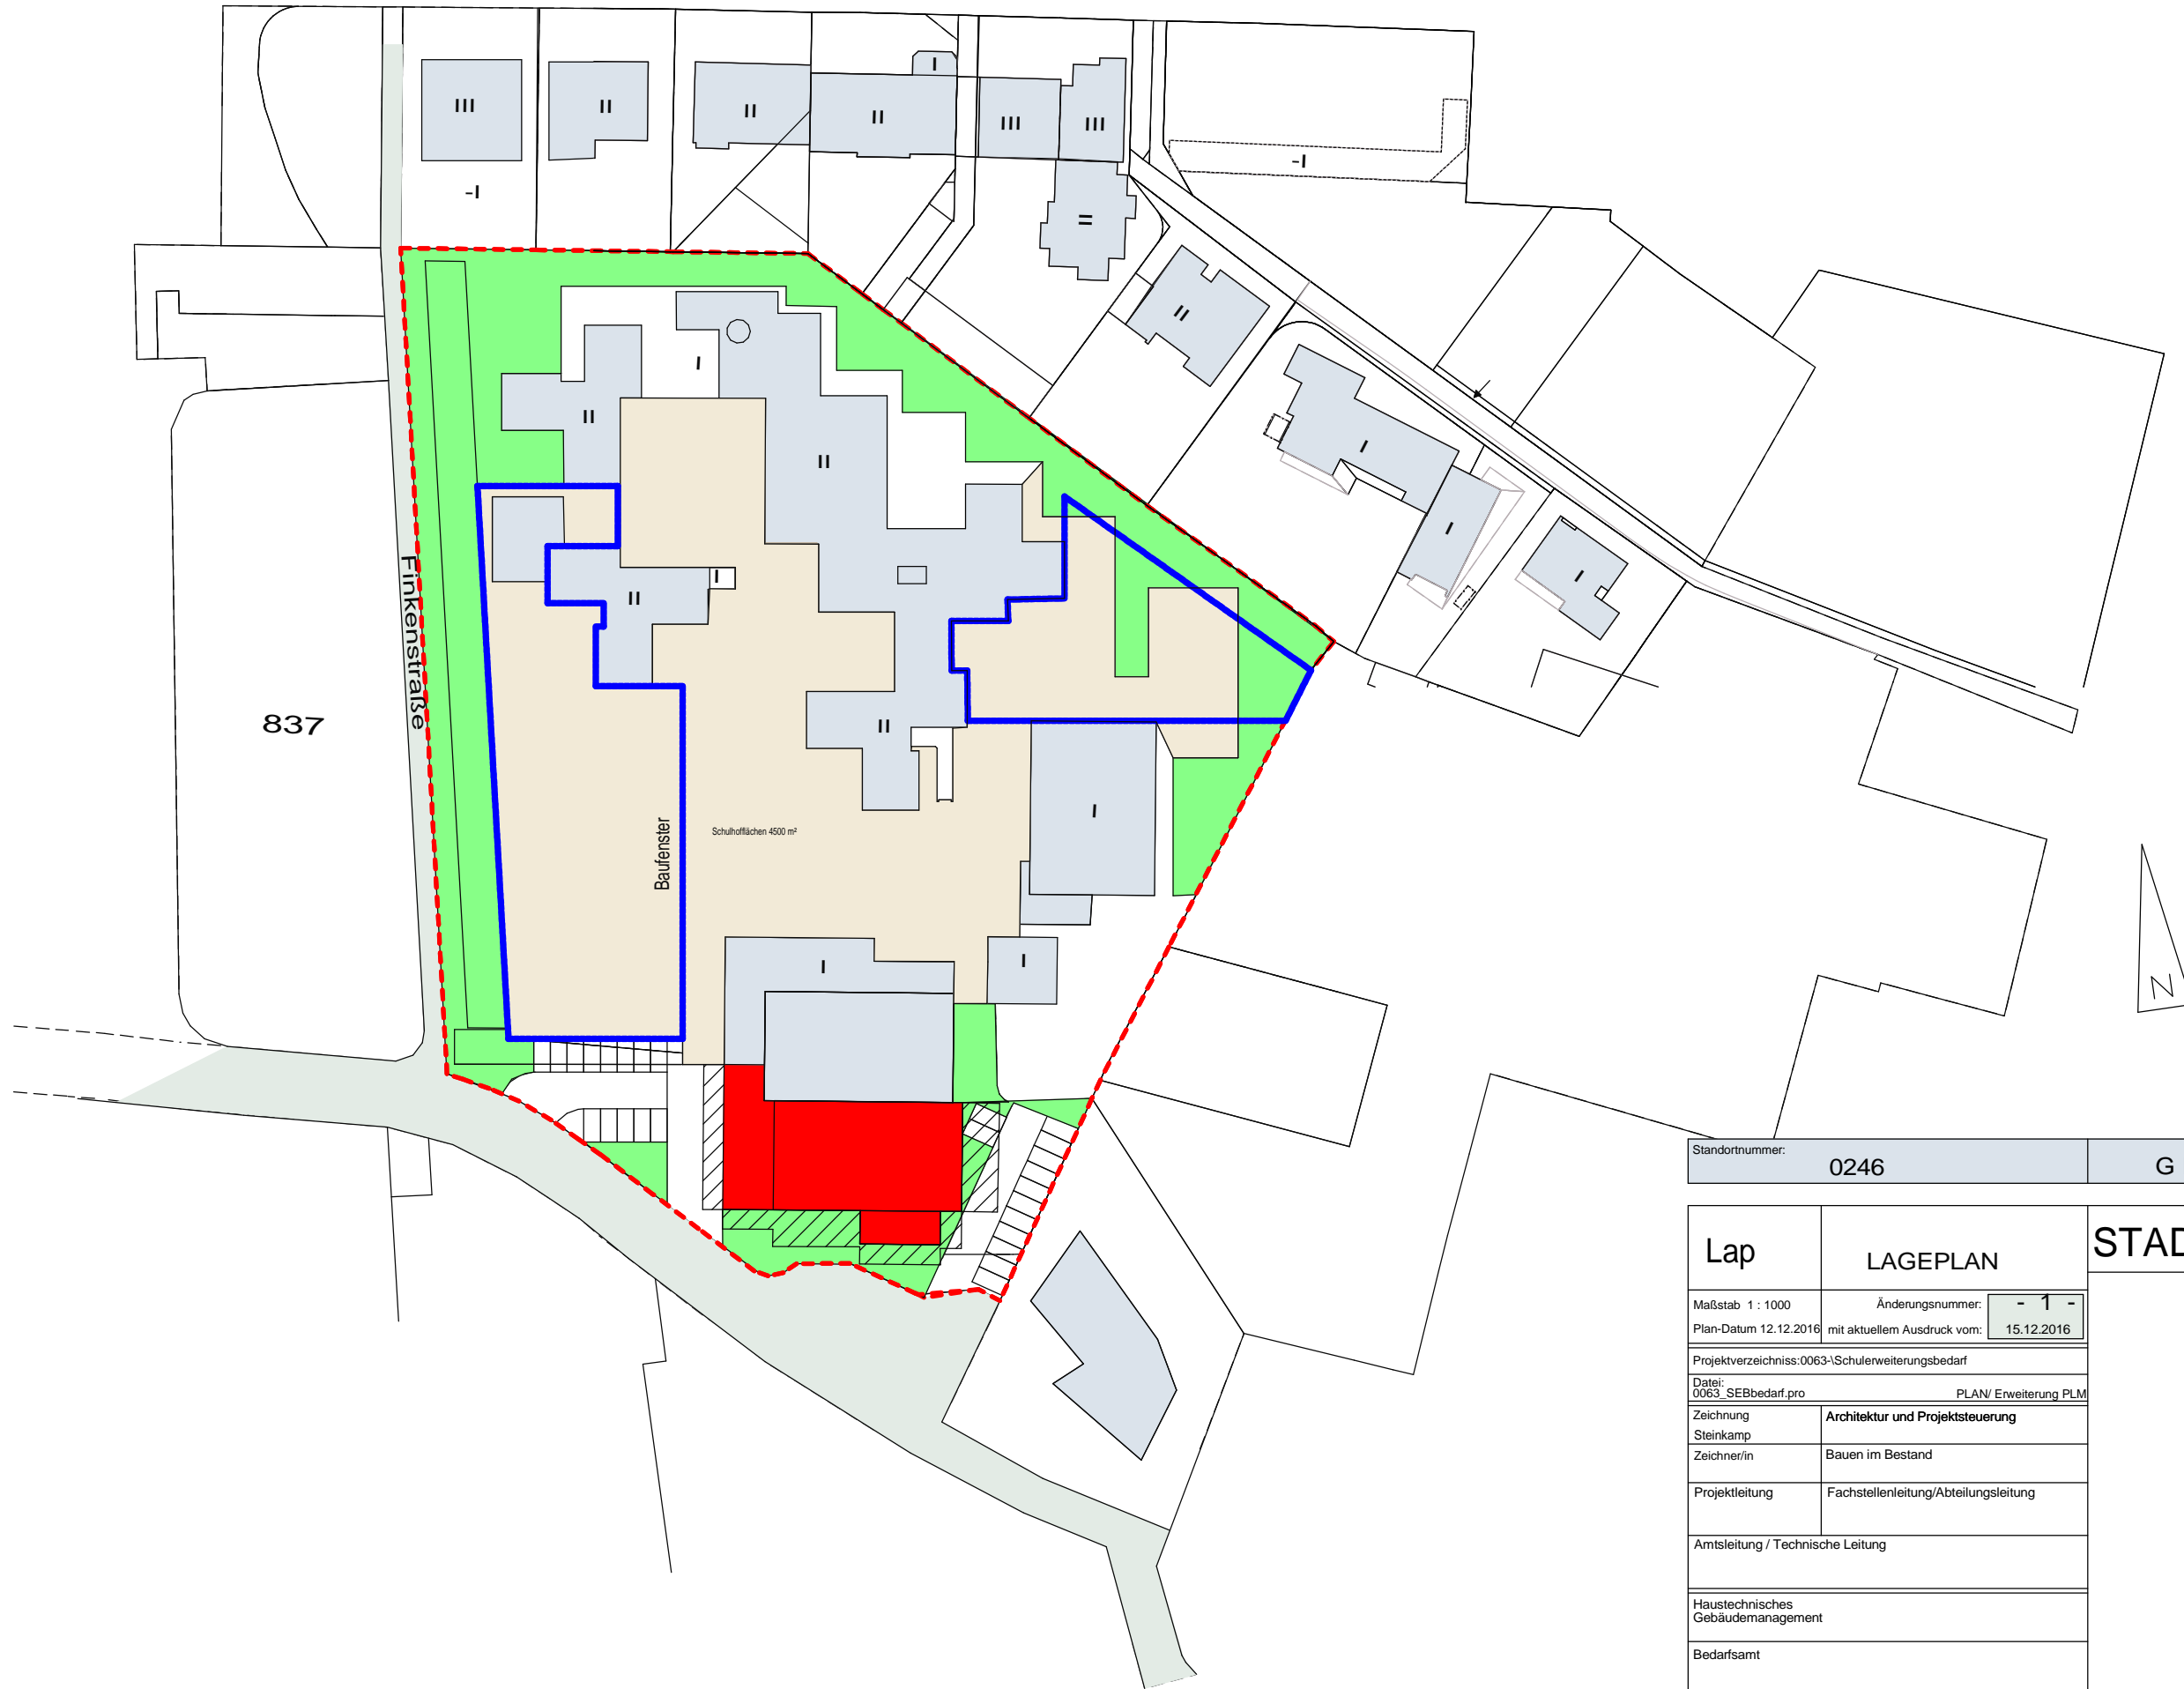 III
II
II
II
I
III
III
-I
-I
II
II
I
II
II
I
I
I
I
Finkenstraße
II
I
837
II
Baufenster
Schulhofflächen 4500 m²
I
I
I
N
Standortnummer:
0246
G
Lap
LAGEPLAN
STAD
Maßstab 1 : 1000
Änderungsnummer:
- 1 -
Plan-Datum 12.12.2016
mit aktuellem Ausdruck vom:
15.12.2016
Projektverzeichniss:0063-\Schulerweiterungsbedarf
Datei:
0063_SEBbedarf.pro
PLAN/ Erweiterung PLM
Zeichnung
Architektur und Projektsteuerung
Steinkamp
Zeichner/in
Bauen im Bestand
Projektleitung
Fachstellenleitung/Abteilungsleitung
Amtsleitung / Technische Leitung
Haustechnisches
Gebäudemanagement
Bedarfsamt